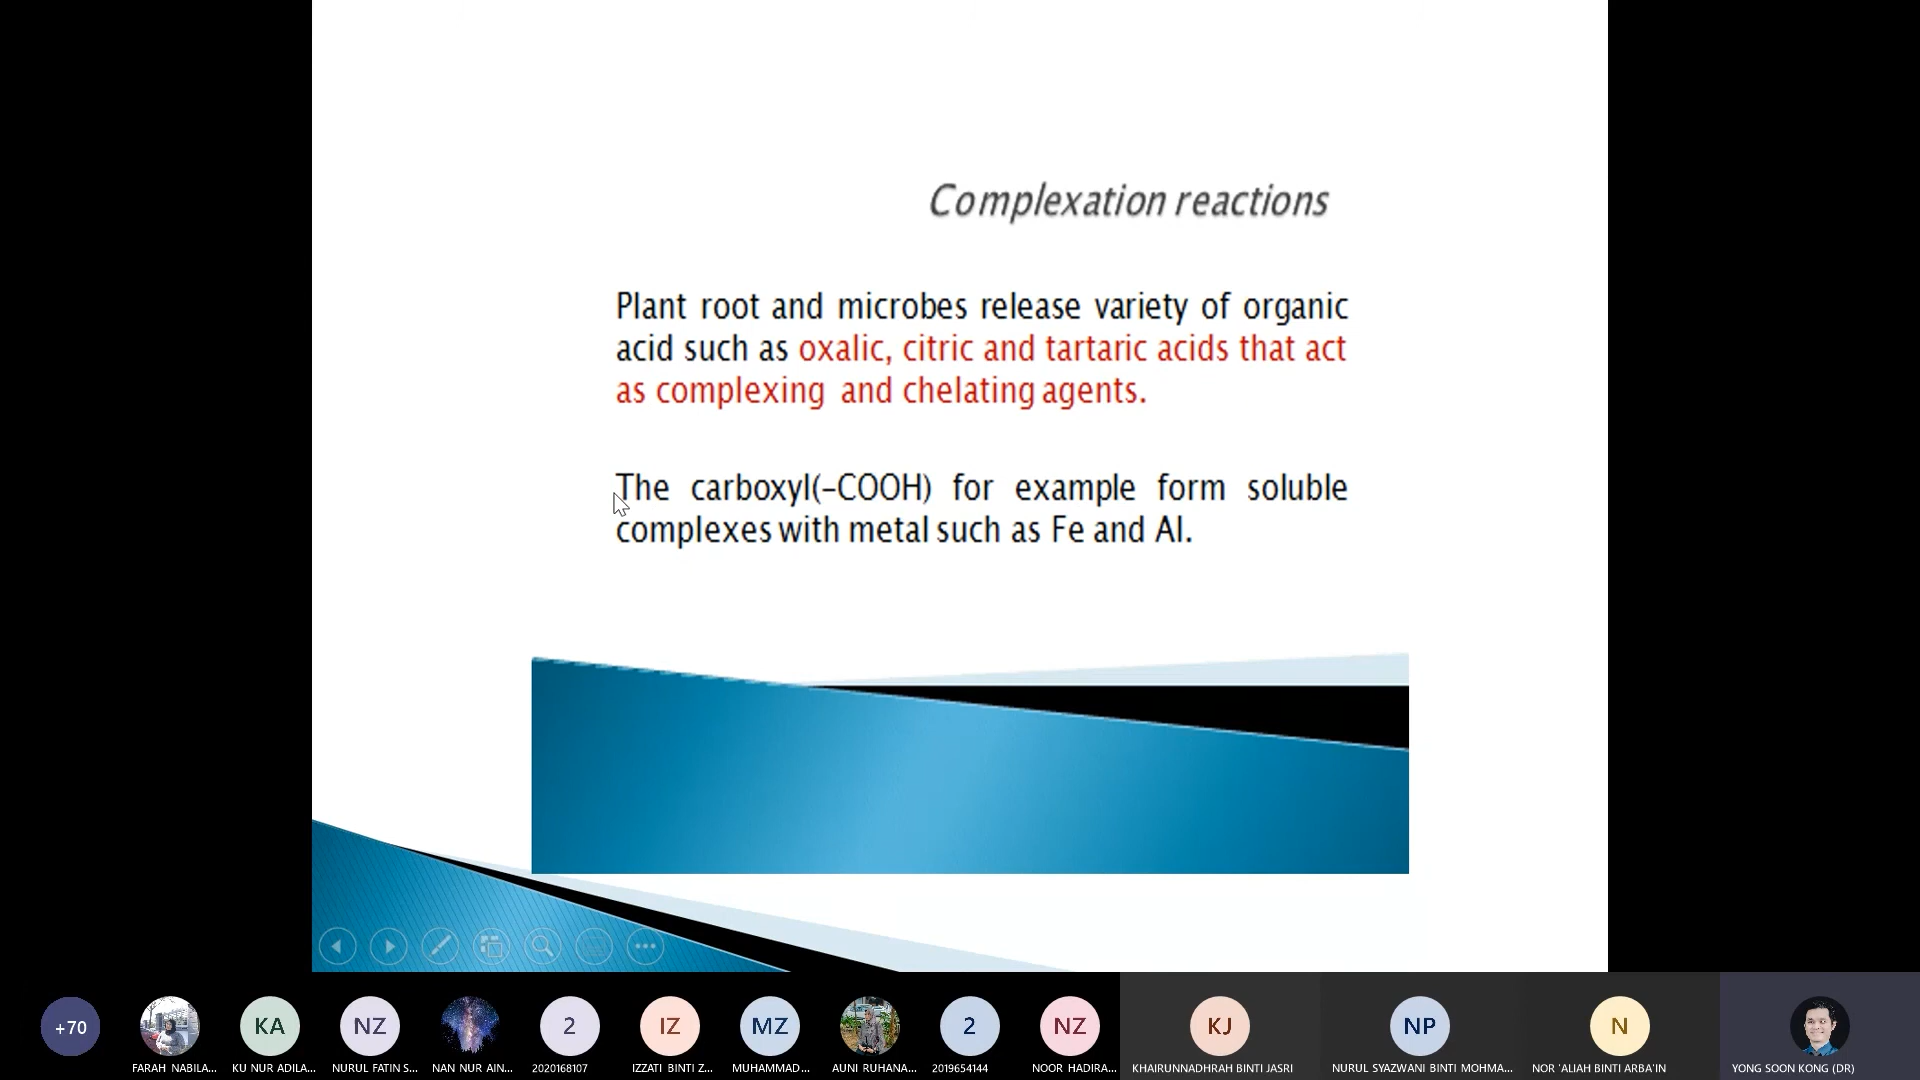 Complexation reactions
Plant root and microbes release variety of organic
acid such as oxalic, citric and tartaric acids that act
as complexing and chelating agents.
The carboxyl(-COOH) for example form soluble
complexes with metal such as Fe and Al.
+70
KA
NZ
2
IZ
MZ
2
NZ
KJ
NP
N
FARAH NABILA...
KU NUR ADILA...
NURUL FATIN S...
NAN NUR AIN...
2020168107
IZZATI BINTI Z...
MUHAMMAD...
AUNI RUHANA...
2019654144
NOOR HADIRA...
KHAIRUNNADHRAH BINTI JASRI
NURUL SYAZWANI BINTI MOHMA...
NOR 'ALIAH BINTI ARBA'IN
YONG SOON KONG (DR)